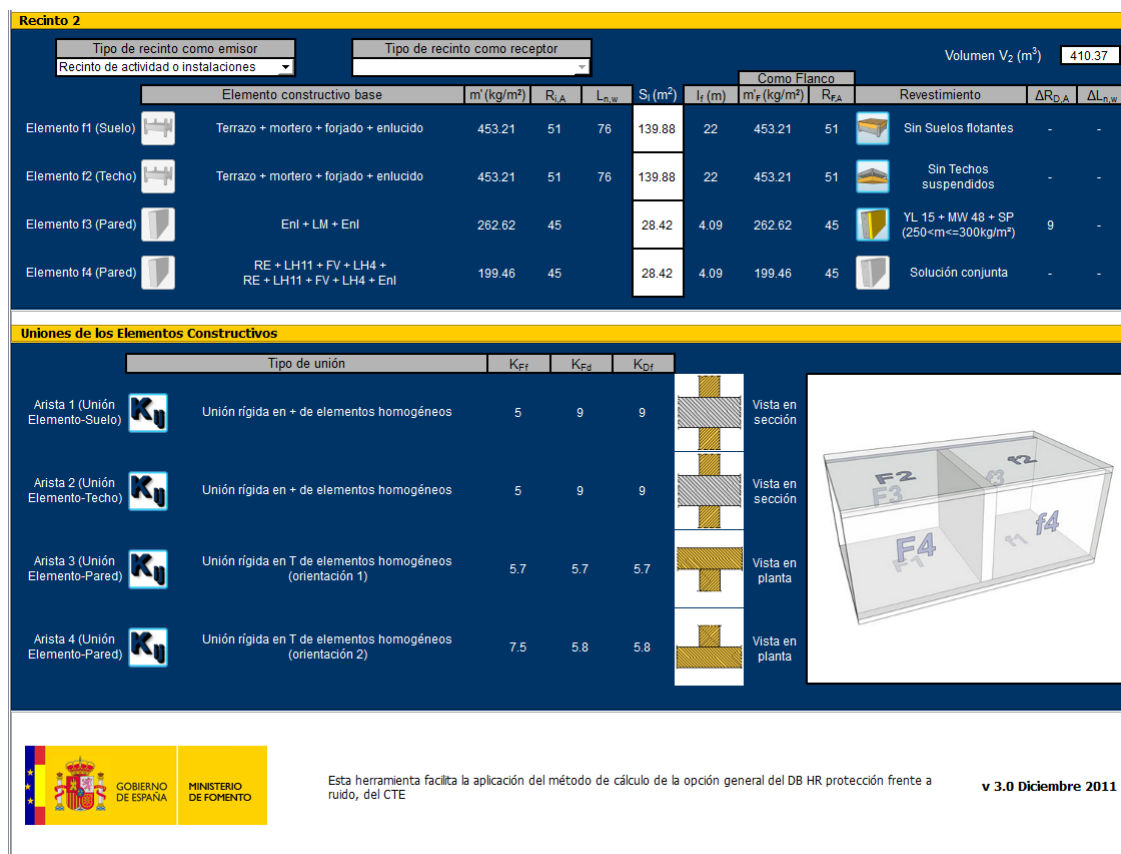 Recinto 2
Tipo de recinto como emisor
Tipo de recinto como receptor
Recinto de actividad o instalaciones
Volumen V2 (m³) 410.37
Como Flanco
Elemento constructivo base m'(kg/m²) Ri,A Ln,w Si(m²) lf (m) m'F(kg/m²) RF,A Revestimiento ΔRD,A ΔLn,w
Elemento f1 (Suelo) Terrazo + mortero + forjado + enlucido 453.21 51 76 139.88 22 453.21 51 Sin Suelos flotantes - -
Elemento f2 (Techo) Terrazo + mortero + forjado + enlucido 453.21 51 76 139.88 22 453.21 51 Sin Techos suspendidos - -
Elemento f3 (Pared) Enl + LM + Enl 262.62 45 28.42 4.09 262.62 45 YL 15 + MW 48 + SP (250<m<=300kg/m²) 9 -
Elemento f4 (Pared) RE + LH11 + FV + LH4 + RE + LH11 + FV + LH4 + Enl 199.46 45 28.42 4.09 199.46 45 Solución conjunta - -
Uniones de los Elementos Constructivos
Tipo de unión KFf KFd KDf
Arista 1 (Unión Elemento-Suelo) Kij Unión rígida en + de elementos homogéneos 5 9 9 Vista en sección
Arista 2 (Unión Elemento-Techo) Kij Unión rígida en + de elementos homogéneos 5 9 9 Vista en sección
Arista 3 (Unión Elemento-Pared) Kij Unión rígida en T de elementos homogéneos (orientación 1) 5.7 5.7 5.7 Vista en planta
Arista 4 (Unión Elemento-Pared) Kij Unión rígida en T de elementos homogéneos (orientación 2) 7.5 5.8 5.8 Vista en planta
F2 f2
F3 f3
F4 f4
F1 f1
GOBIERNO DE ESPAÑA
MINISTERIO DE FOMENTO
Esta herramienta facilita la aplicación del método de cálculo de la opción general del DB HR protección frente a
ruido, del CTE
v 3.0 Diciembre 2011